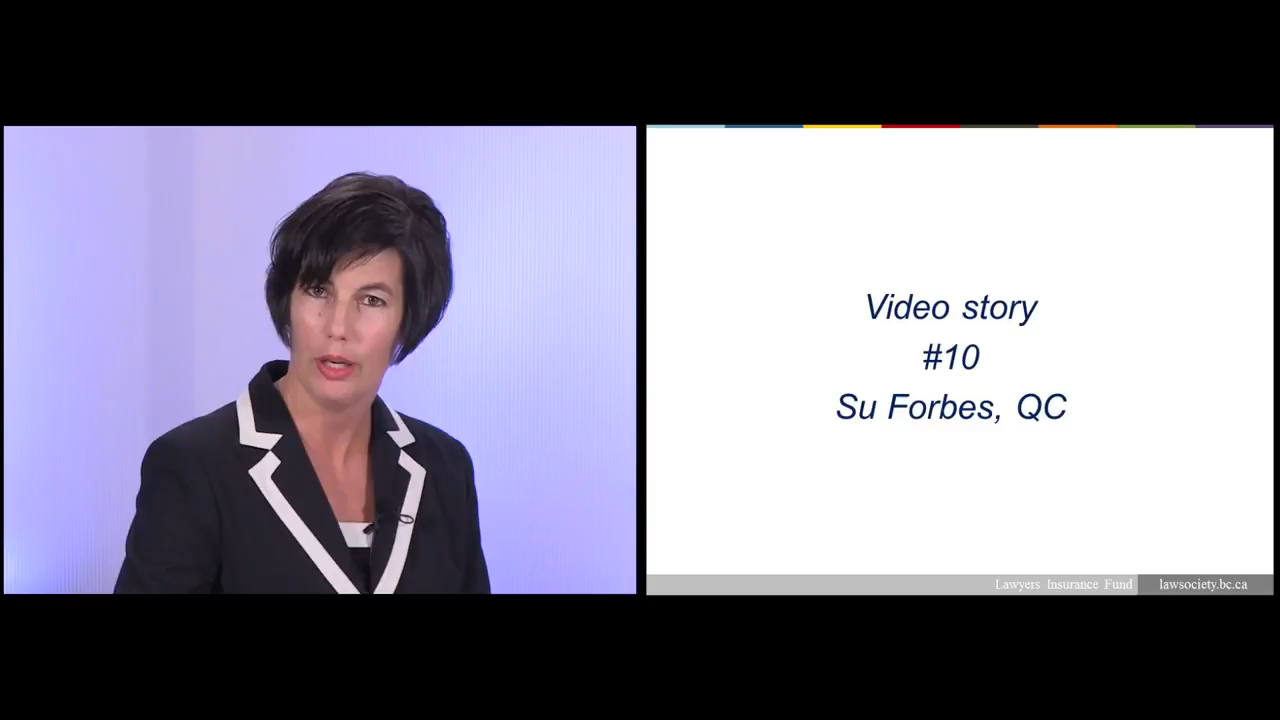 Video story
#10
Su Forbes, QC
Lawyers Insurance Fund
lawsociety.bc.ca